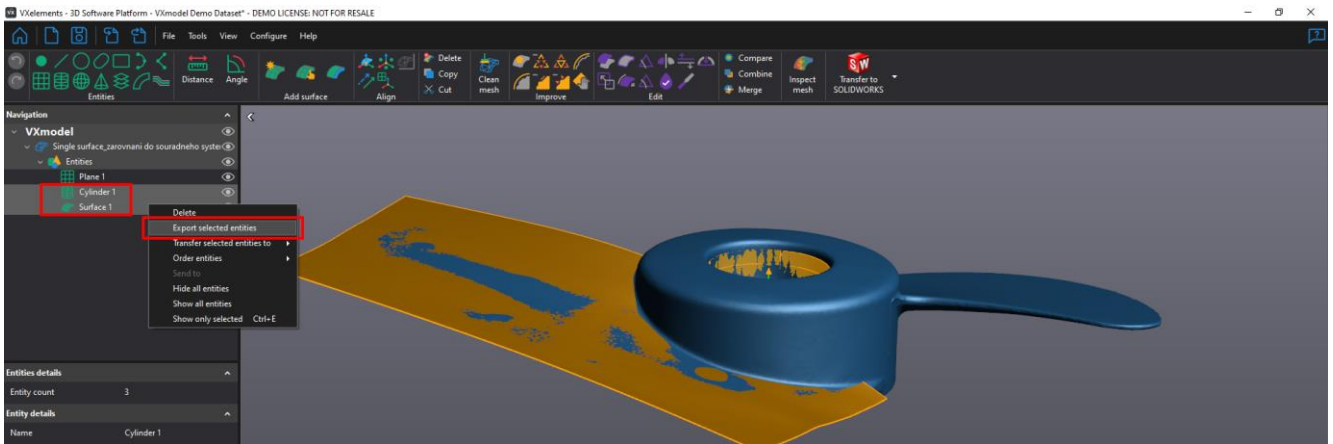 VXelements - 3D Software Platform - VXmodel Demo Dataset* - DEMO LICENSE: NOT FOR RESALE
File Tools View Configure Help
Entities
Distance
Angle
Add surface
Align
Delete
Copy
Cut
Clean
mesh
Improve
Edit
Compare
Combine
Merge
Inspect
mesh
Transfer to
SOLIDWORKS
Navigation
VXmodel
Single surface_zarovnani do souradneho syste
Entities
Plane 1
Cylinder 1
Surface 1
Delete
Export selected entities
Transfer selected entities to
Order entities
Send to
Hide all entities
Show all entities
Show only selected Ctrl+E
Entities details
Entity count 3
Entity details
Name Cylinder 1